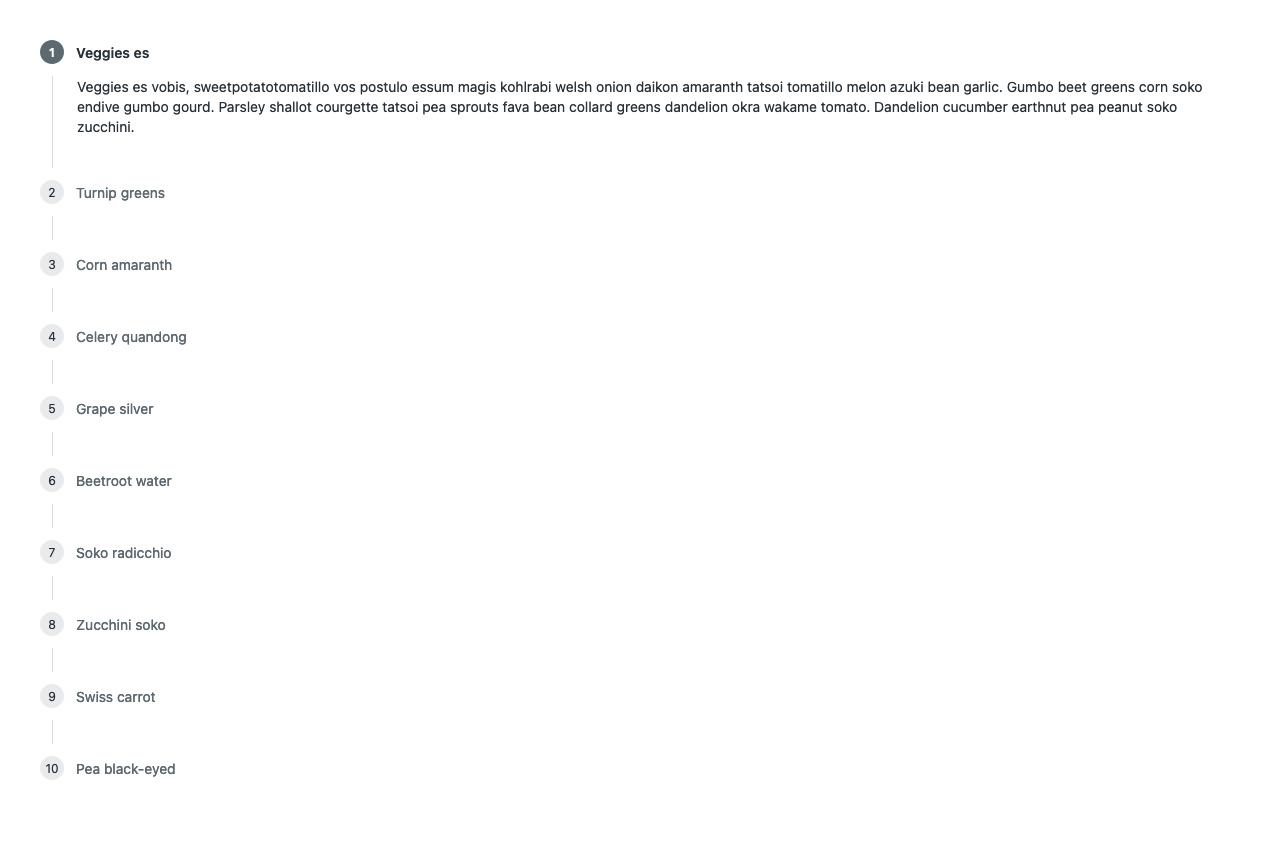 1 Veggies es
Veggies es vobis, sweetpotatotomatillo vos postulo essum magis kohlrabi welsh onion daikon amaranth tatsoi tomatillo melon azuki bean garlic. Gumbo beet greens corn soko
endive gumbo gourd. Parsley shallot courgette tatsoi pea sprouts fava bean collard greens dandelion okra wakame tomato. Dandelion cucumber earthnut pea peanut soko
zucchini.
2 Turnip greens
3 Corn amaranth
4 Celery quandong
5 Grape silver
6 Beetroot water
7 Soko radicchio
8 Zucchini soko
9 Swiss carrot
10 Pea black-eyed